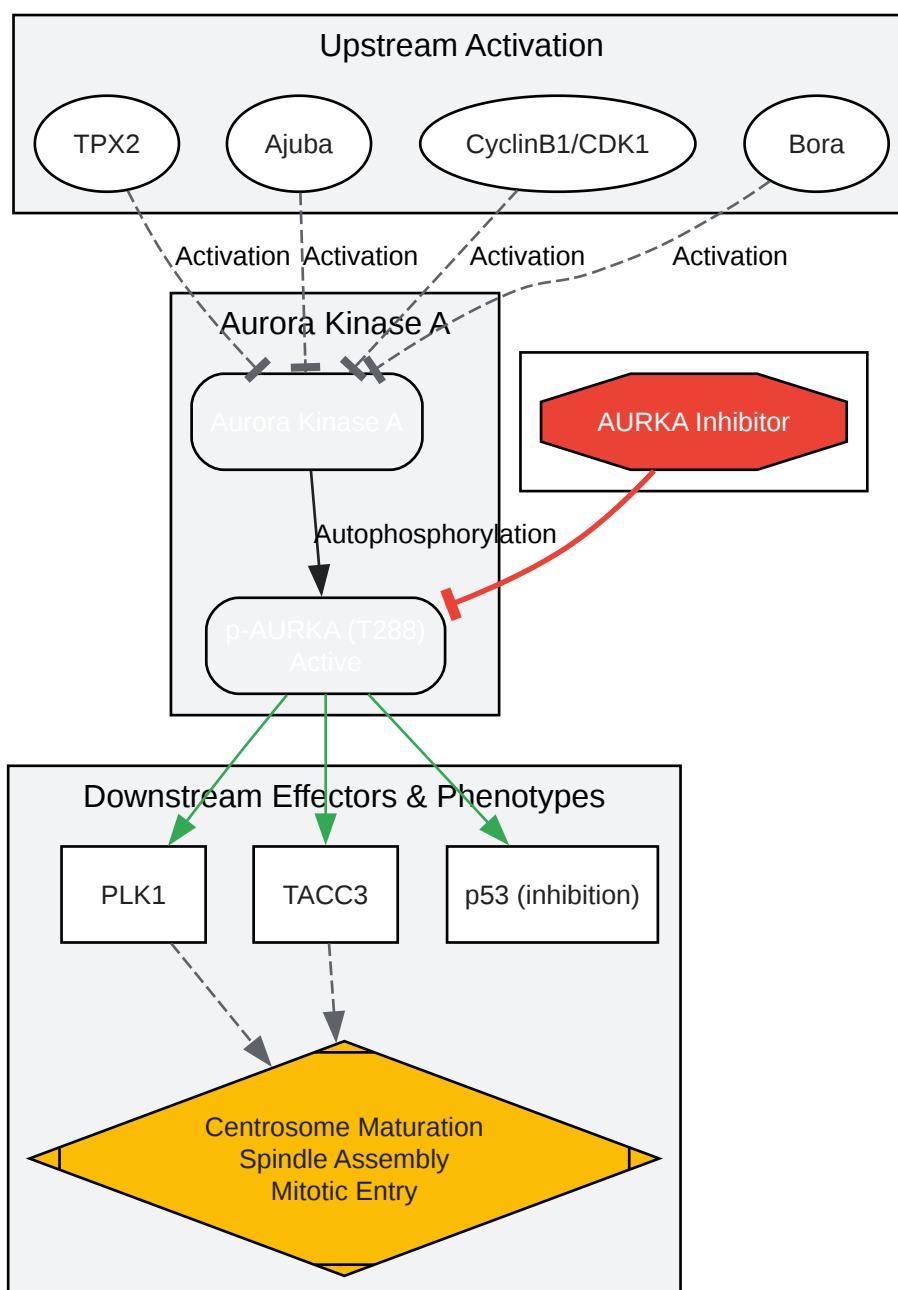 Upstream Activation
TPX2
Ajuba
CyclinB1/CDK1
Bora
Activation
Activation
Activation
Activation
Aurora Kinase A
Aurora Kinase A
AURKA Inhibitor
Autophosphorylation
p-AURKA (T288)
Active
Downstream Effectors & Phenotypes
PLK1
TACC3
p53 (inhibition)
Centrosome Maturation
Spindle Assembly
Mitotic Entry